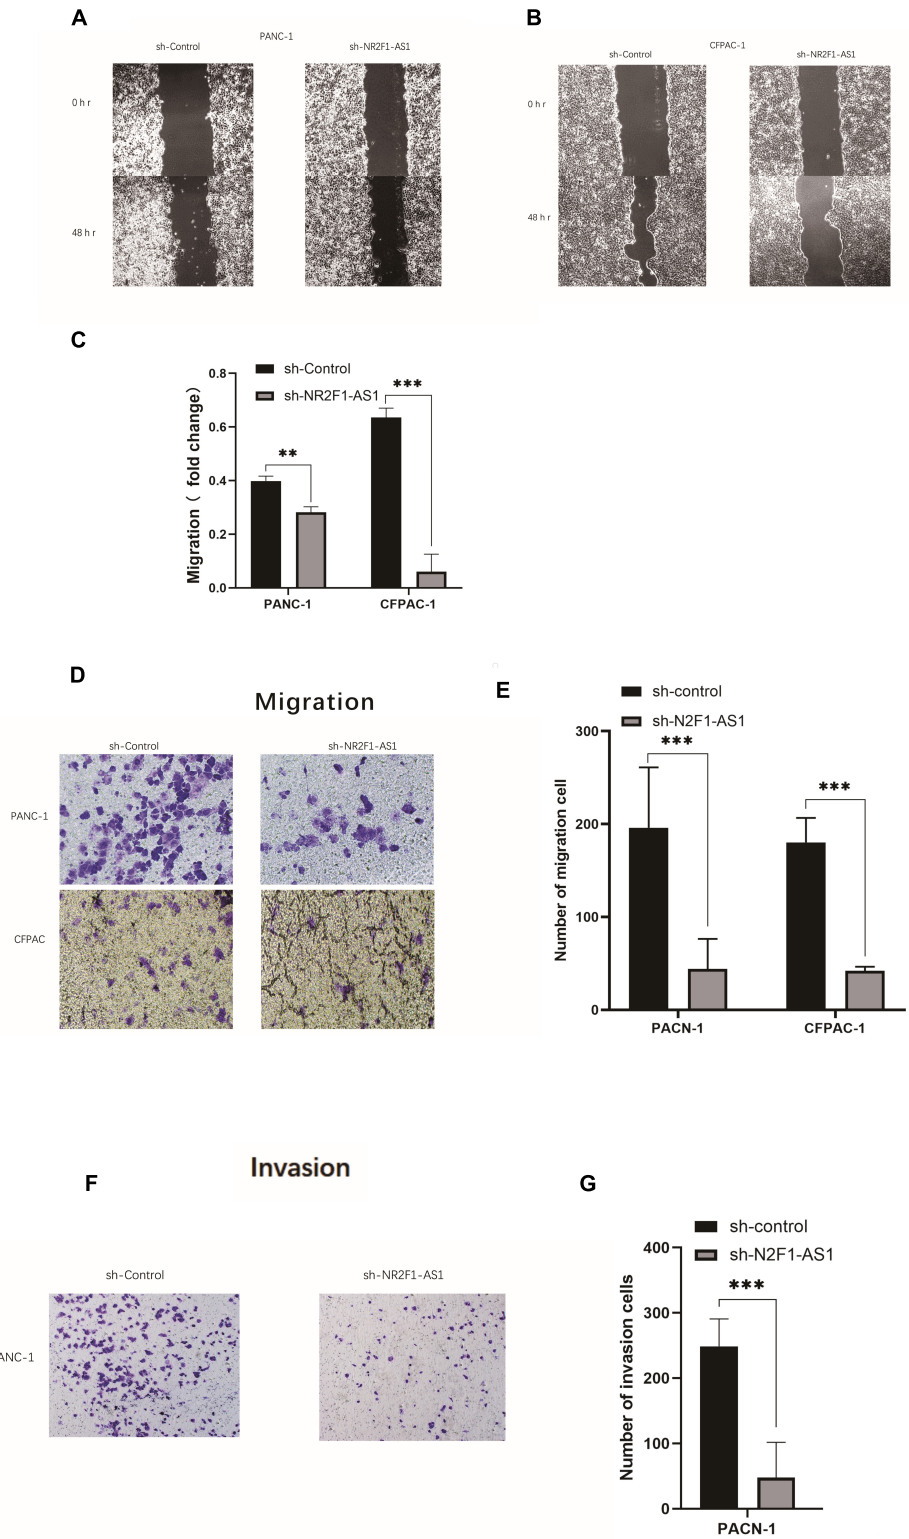 A
PANC-1
sh-Control
sh-NR2F1-AS1
0 h r
48 h r
B
CFPAC-1
sh-Control
sh-NR2F1-AS1
0 h r
48 h r
C
sh-Control
sh-NR2F1-AS1
Migration ( fold change)
0.8
0.6
0.4
0.2
0.0
**
***
PANC-1
CFPAC-1
D
Migration
sh-Control
sh-NR2F1-AS1
PANC-1
CFPAC
E
sh-control
sh-N2F1-AS1
Number of migration cell
300
200
100
0
***
***
PACN-1
CFPAC-1
Invasion
F
sh-Control
sh-NR2F1-AS1
ANC-1
G
sh-control
sh-N2F1-AS1
Number of invasion cells
400
300
200
100
0
***
PACN-1